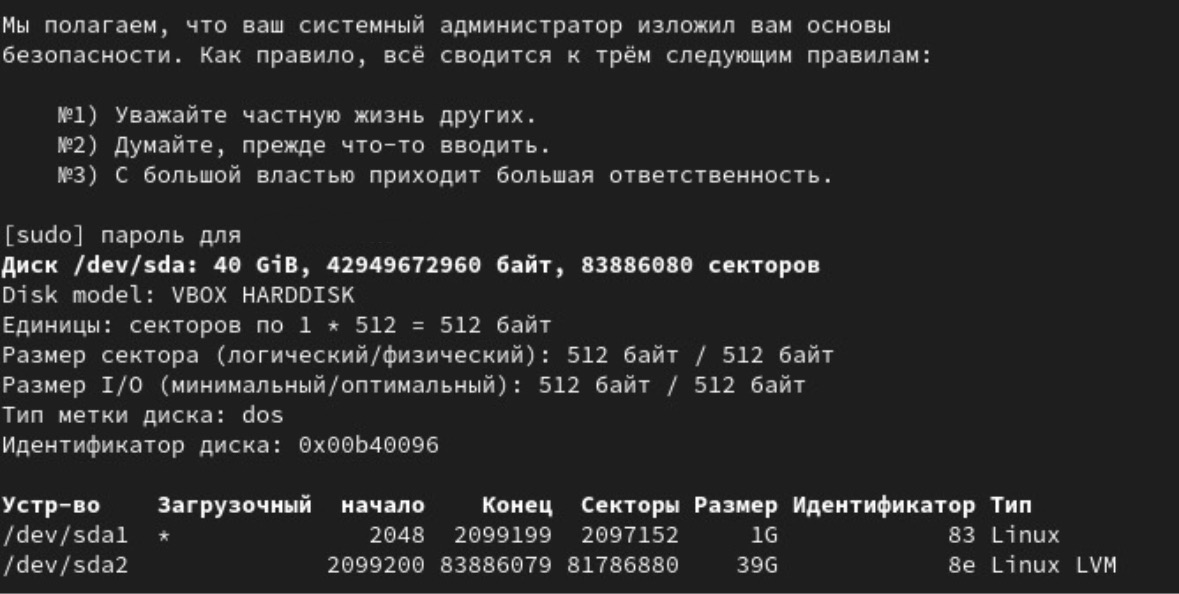 Мы полагаем, что ваш системный администратор изложил вам основы
безопасности. Как правило, всё сводится к трём следующим правилам:
№1) Уважайте частную жизнь других.
№2) Думайте, прежде что-то вводить.
№3) С большой властью приходит большая ответственность.
[sudo] пароль для
Диск /dev/sda: 40 GiB, 42949672960 байт, 83886080 секторов
Disk model: VBOX HARDDISK
Единицы: секторов по 1 * 512 = 512 байт
Размер сектора (логический/физический): 512 байт / 512 байт
Размер I/O (минимальный/оптимальный): 512 байт / 512 байт
Тип метки диска: dos
Идентификатор диска: 0x00b40096
Устр-во Загрузочный начало Конец Секторы Размер Идентификатор Тип
/dev/sda1 * 2048 2099199 2097152 1G 83 Linux
/dev/sda2 2099200 83886079 81786880 39G 8e Linux LVM